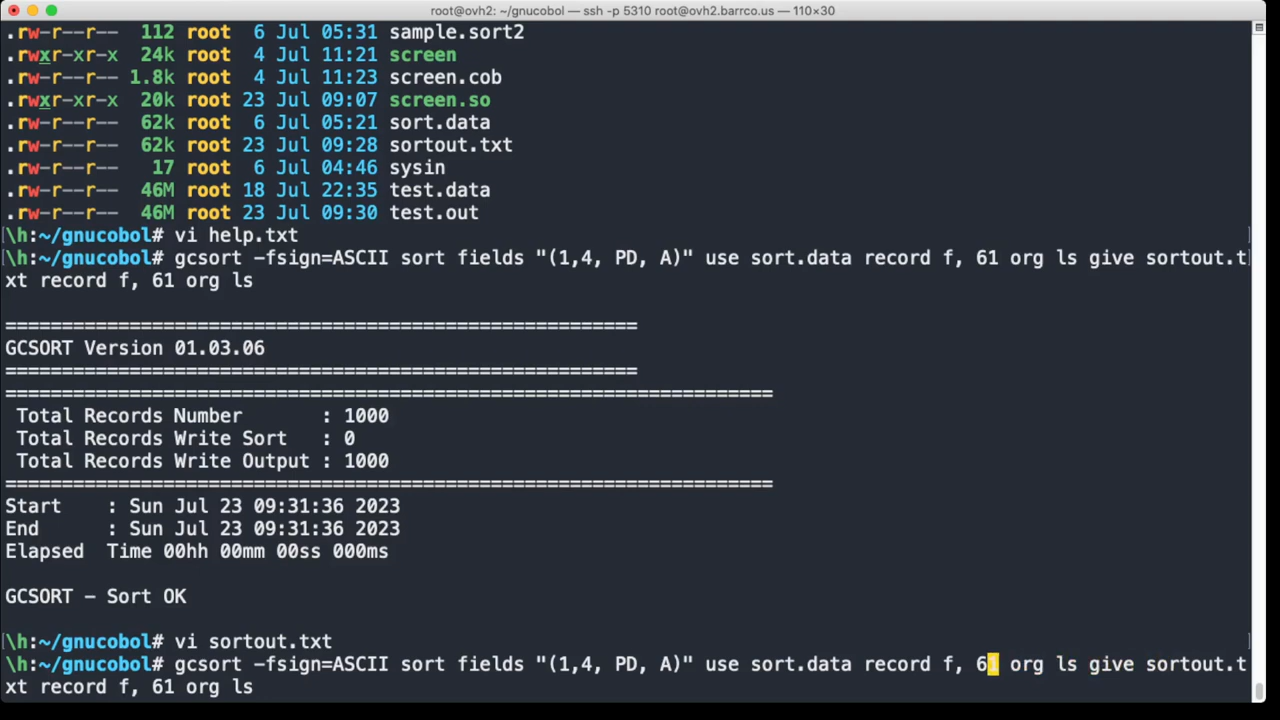 root@ovh2: ~/gnucobol — ssh -p 5310 root@ovh2.barrco.us — 110×30
.rw-r--r-- 112 root 6 Jul 05:31 sample.sort2
.rwxr-xr-x 24k root 4 Jul 11:21 screen
.rw-r--r-- 1.8k root 4 Jul 11:23 screen.cob
.rwxr-xr-x 20k root 23 Jul 09:07 screen.so
.rw-r--r-- 62k root 6 Jul 05:21 sort.data
.rw-r--r-- 62k root 23 Jul 09:28 sortout.txt
.rw-r--r-- 17 root 6 Jul 04:46 sysin
.rw-r--r-- 46M root 18 Jul 22:35 test.data
.rw-r--r-- 46M root 23 Jul 09:30 test.out
\h:~/gnucobol# vi help.txt
\h:~/gnucobol# gcsort -fsign=ASCII sort fields "(1,4, PD, A)" use sort.data record f, 61 org ls give sortout.t
xt record f, 61 org ls
========================================================
GCSORT Version 01.03.06
========================================================
====================================================================
Total Records Number : 1000
Total Records Write Sort : 0
Total Records Write Output : 1000
====================================================================
Start : Sun Jul 23 09:31:36 2023
End : Sun Jul 23 09:31:36 2023
Elapsed Time 00hh 00mm 00ss 000ms
GCSORT - Sort OK
\h:~/gnucobol# vi sortout.txt
\h:~/gnucobol# gcsort -fsign=ASCII sort fields "(1,4, PD, A)" use sort.data record f, 61 org ls give sortout.t
xt record f, 61 org ls